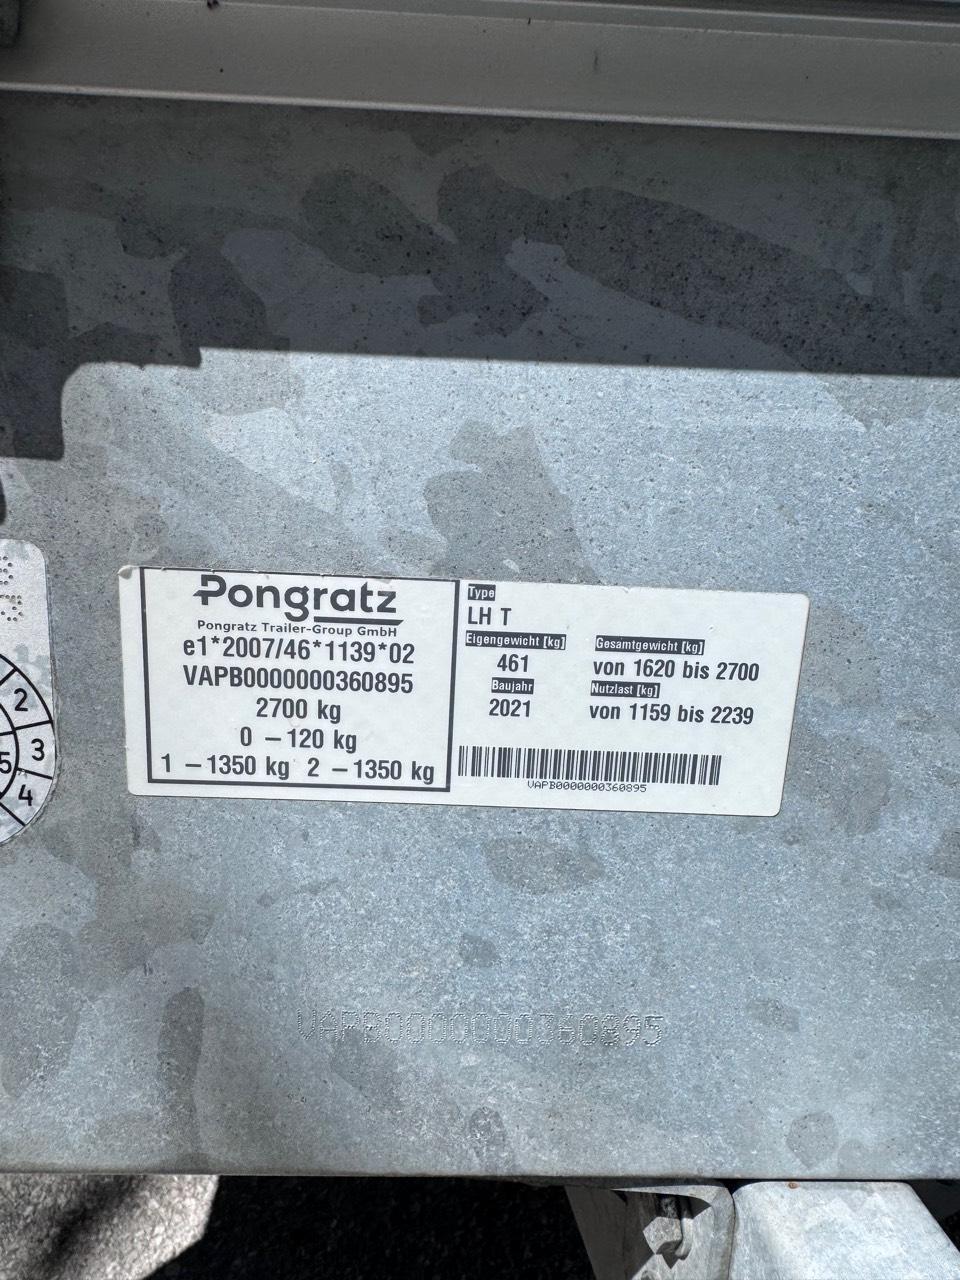 Pongratz
Pongratz Trailer-Group GmbH
e1*2007/46*1139*02
VAPB0000000360895
2700 kg
0 – 120 kg
1 – 1350 kg 2 – 1350 kg
Type
LH T
Eigengewicht [kg] Gesamtgewicht [kg]
461 von 1620 bis 2700
Baujahr Nutzlast [kg]
2021 von 1159 bis 2239
VAPB0000000360895
2
3
5
4
VAPB0000000360895